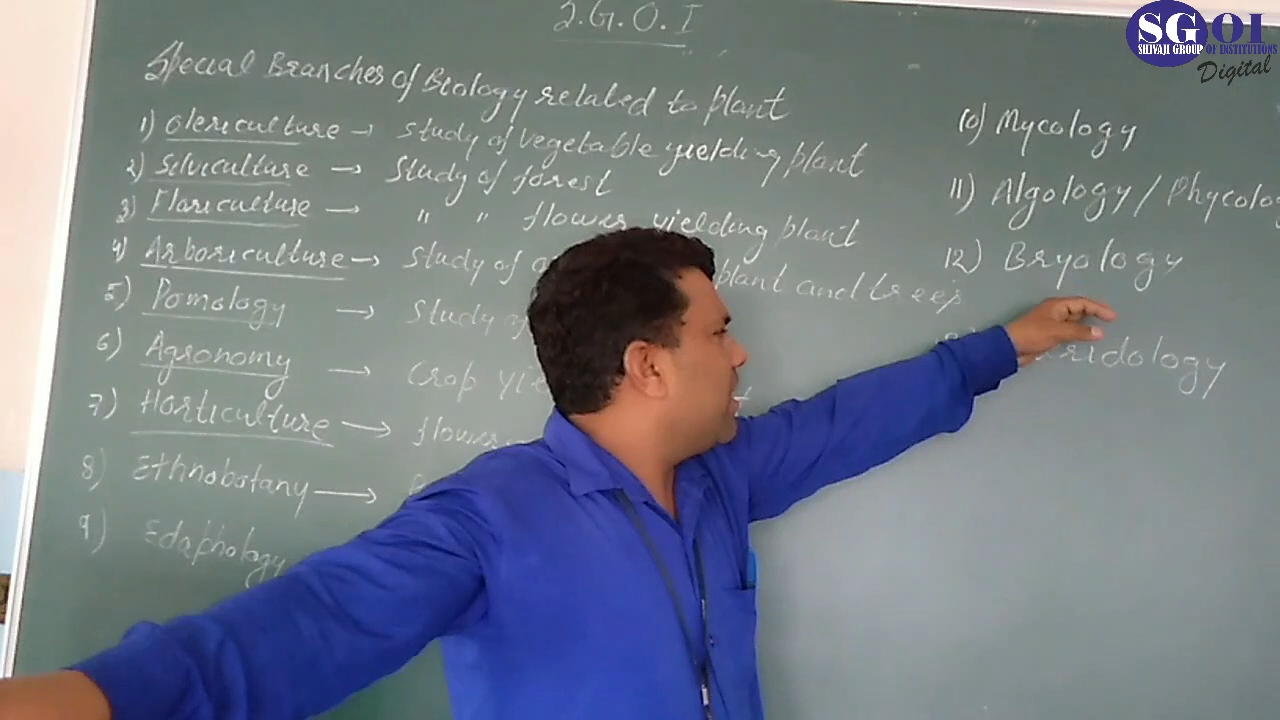 S.G.O.I
Special Branches of Biology related to plant
1) Olericulture → study of vegetable yielding plant
2) Silviculture → Study of forest
3) Floriculture → " " flower yielding plant
4) Arboriculture → study of plant and trees
5) Pomology → study of
6) Agronomy → Crop
7) Horticulture → flower
8) Ethnobotany →
9) Edaphology
10) Mycology
11) Algology / Phycolog
12) Bryology
ridology
SGOI
SHIVAJI GROUP OF INSTITUTIONS
Digital